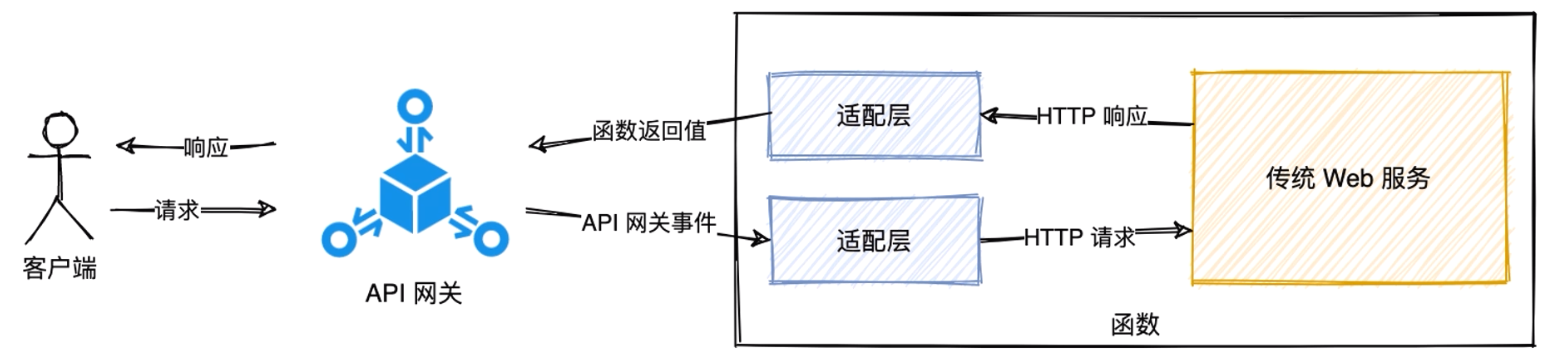 适配层
HTTP 响应
函数返回值
响应
传统 Web 服务
请求
API 网关事件
适配层
HTTP 请求
客户端
API 网关
函数